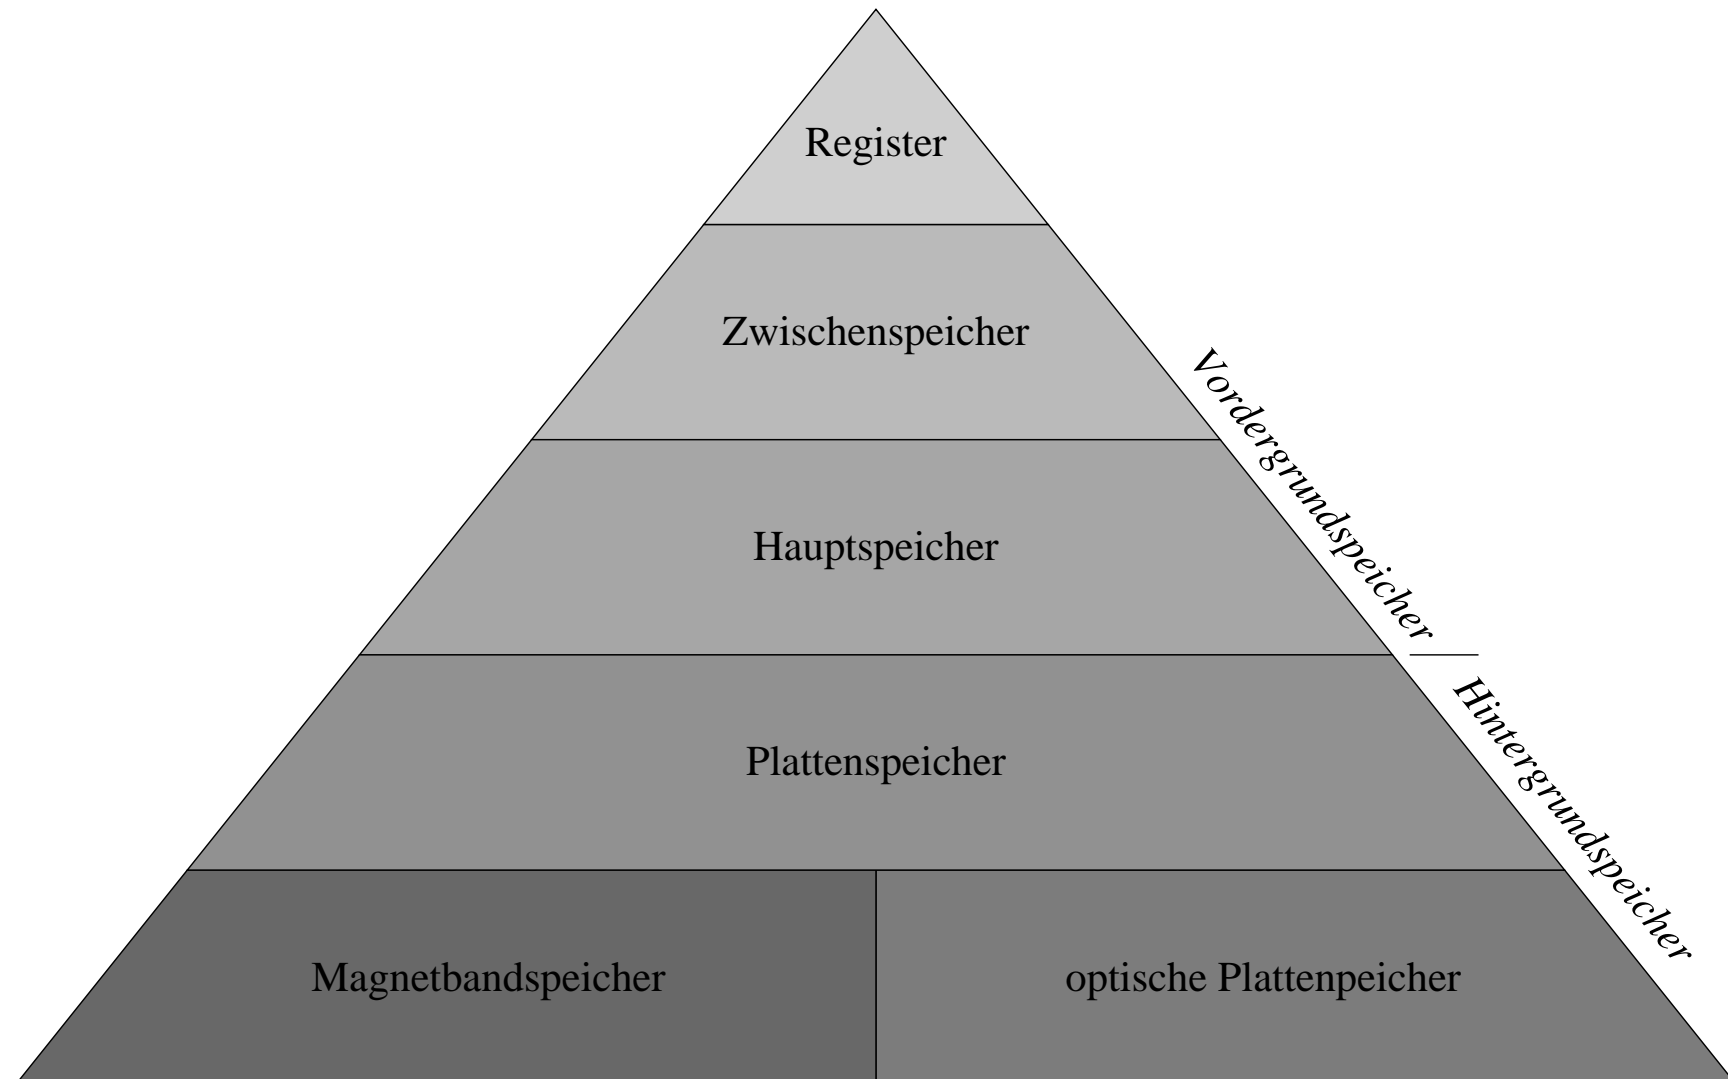 Register
Zwischenspeicher
Vordergrundspeicher
Hauptspeicher
Hintergrundspeicher
Plattenspeicher
Magnetbandspeicher
optische Plattenpeicher